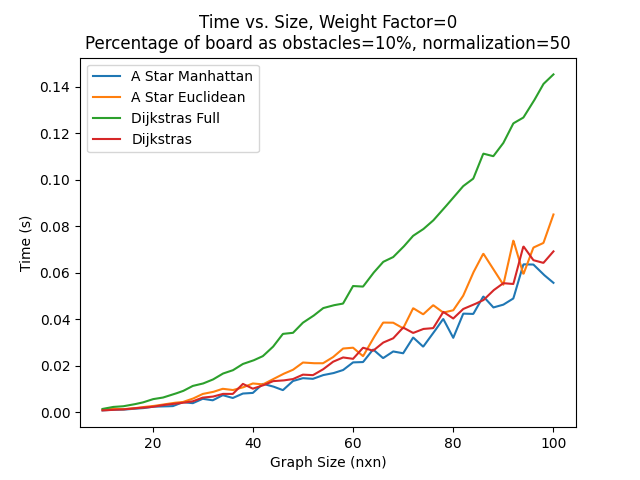 Time vs. Size, Weight Factor=0
Percentage of board as obstacles=10%, normalization=50
A Star Manhattan
A Star Euclidean
Dijkstras Full
Dijkstras
0.14
0.12
0.10
0.08
0.06
0.04
0.02
0.00
Time (s)
20
40
60
80
100
Graph Size (nxn)